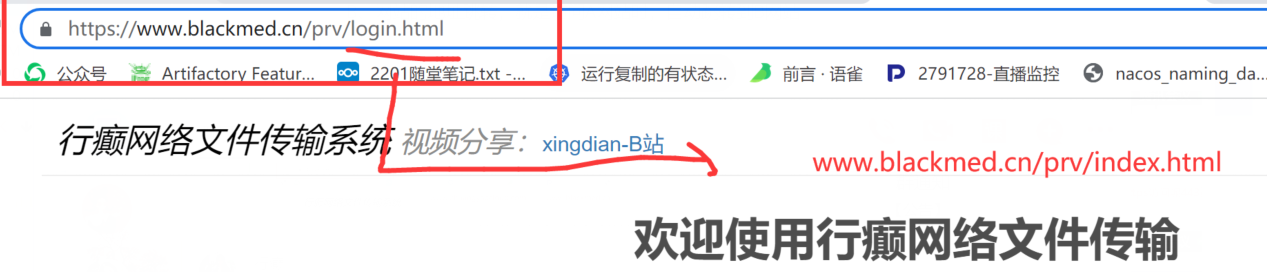 https://www.blackmed.cn/prv/login.html
公众号 Artifactory Featur... 2201随堂笔记.txt -... 运行复制的有状态... 前言 · 语雀 2791728-直播监控 nacos_naming_da...
行癫网络文件传输系统 视频分享： xingdian-B站
www.blackmed.cn/prv/index.html
欢迎使用行癫网络文件传输